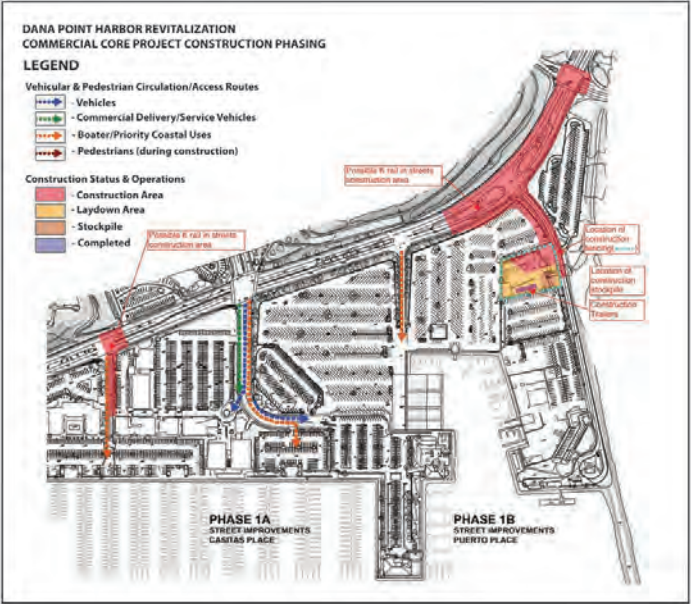 DANA POINT HARBOR REVITALIZATION
COMMERCIAL CORE PROJECT CONSTRUCTION PHASING
LEGEND
Vehicular & Pedestrian Circulation/Access Routes
- Vehicles
- Commercial Delivery/Service Vehicles
- Boater/Priority Coastal Uses
- Pedestrians (during construction)
Construction Status & Operations
- Construction Area
- Laydown Area
- Stockpile
- Completed
Possible K rail in streets
construction area
Possible K rail in streets
construction area
Location of
construction
Location of
construction
stockpile
Construction
Trailers
PHASE 1A
STREET IMPROVEMENTS
CASITAS PLACE
PHASE 1B
STREET IMPROVEMENTS
PUERTO PLACE